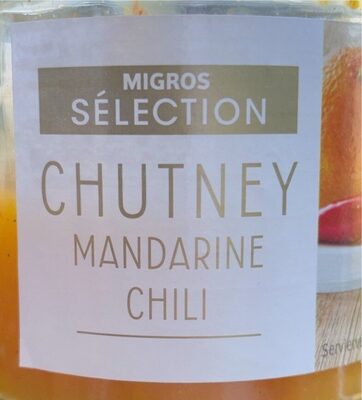 MIGROS
SÉLECTION
CHUTNEY
MANDARINE
CHILI